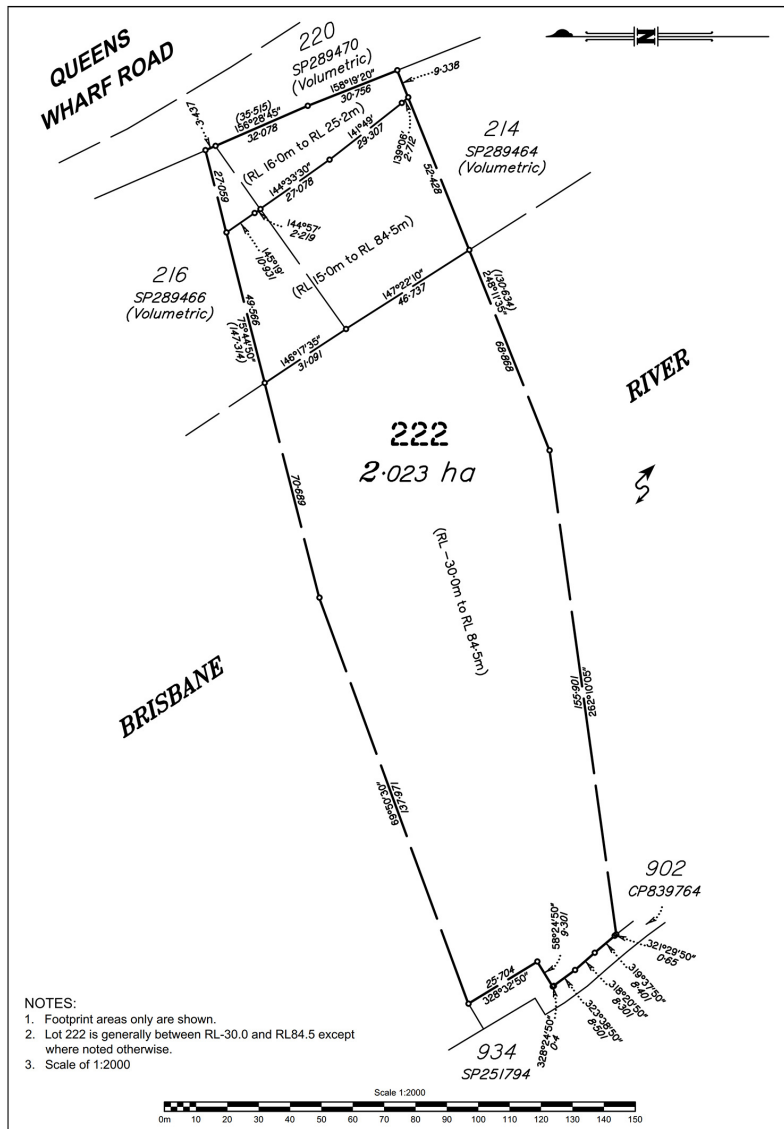 QUEENS
WHARF ROAD
220
SP289470
(Volumetric)
N
9·338
158°19'20"
30·756
(35·515)
156°28'45"
32·078
3·437
(RL 16·0m to RL 25·2m)
141°49'
29·307
139°06'
2·712
214
SP289464
(Volumetric)
27·059
144°33'30"
27·078
144°57'
2·219
52·428
145°19'
10·931
(RL 15·0m to RL 84·5m)
216
SP289466
(Volumetric)
49·566
75°44'50"
(147·314)
147°22'10"
46·737
(130·634)
248°11'35"
146°17'35"
31·091
68·868
RIVER
222
2·023 ha
S
70·689
(RL −30·0m to RL 84·5m)
BRISBANE
155·901
262°10'05"
137·971
69°50'30"
902
CP839764
58°24'50"
9·301
321°29'50"
0·65
25·704
328°32'50"
319°37'50"
8·401
318°20'50"
8·301
323°38'50"
8·501
328°24'50"
0·4
934
SP251794
NOTES:
1. Footprint areas only are shown.
2. Lot 222 is generally between RL-30.0 and RL84.5 except
where noted otherwise.
3. Scale of 1:2000
Scale 1:2000
0m 10 20 30 40 50 60 70 80 90 100 110 120 130 140 150